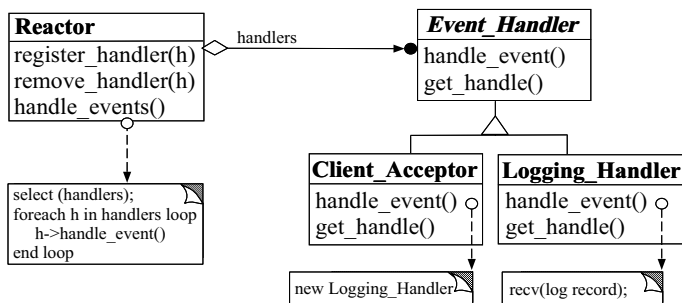 Reactor
register_handler(h)
remove_handler(h)
handle_events()
handlers
Event_Handler
handle_event()
get_handle()
select (handlers);
foreach h in handlers loop
h->handle_event()
end loop
Client_Acceptor
handle_event()
get_handle()
Logging_Handler
handle_event()
get_handle()
new Logging_Handler
recv(log record);